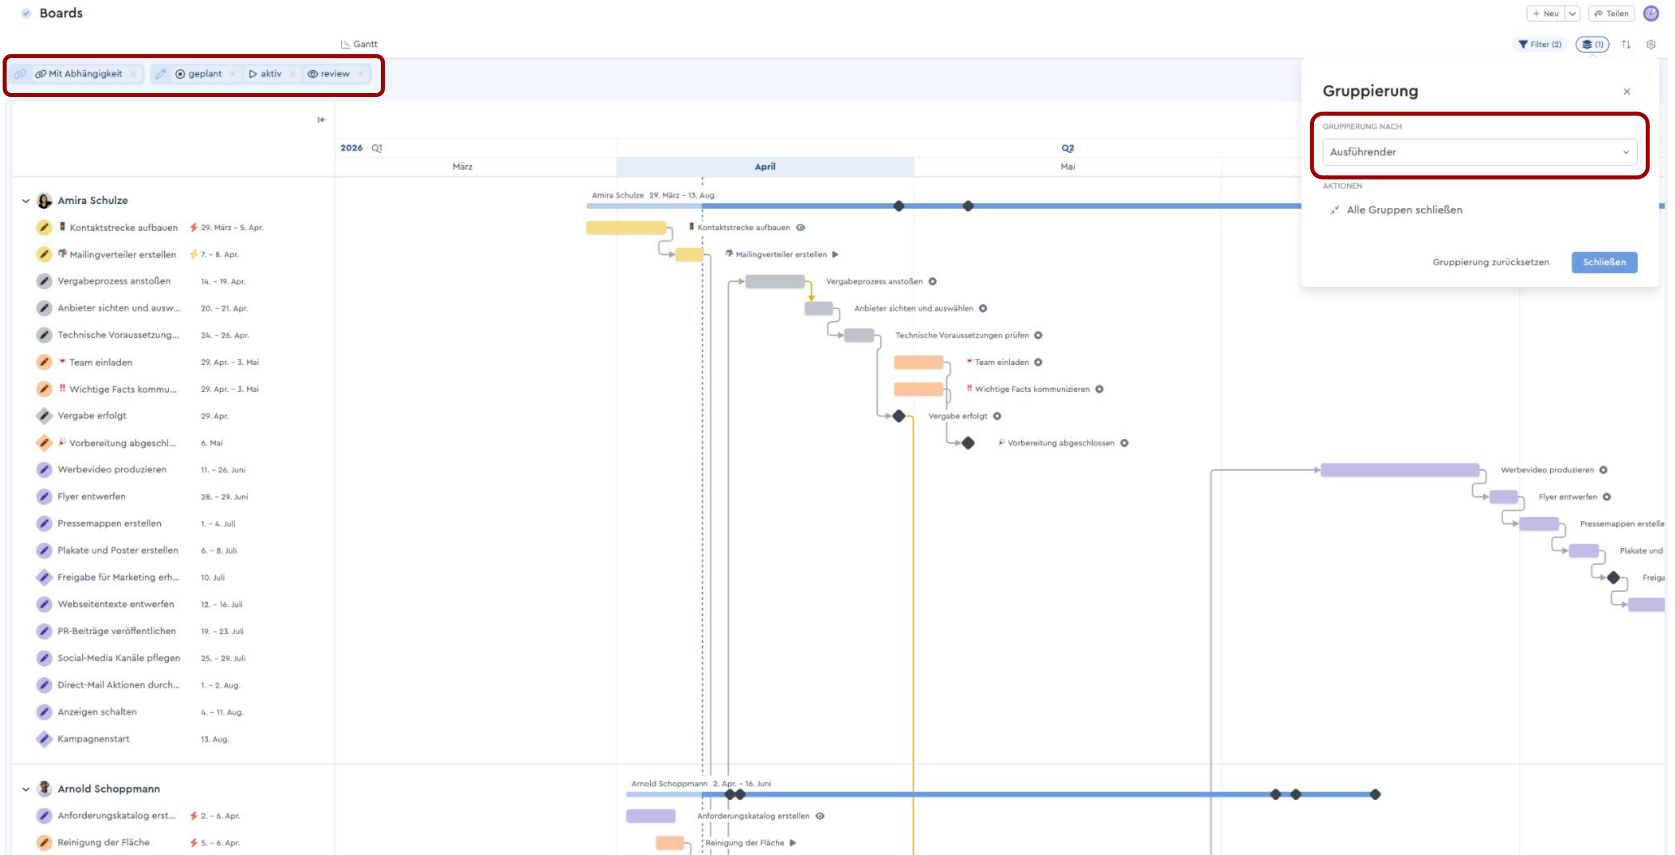 Boards
+ Neu
Teilen
Gantt
Filter (2)
(1)
Mit Abhängigkeit ×
geplant ×
aktiv ×
review ×
Gruppierung ×
GRUPPIERUNG NACH
Ausführender
AKTIONEN
Alle Gruppen schließen
Gruppierung zurücksetzen
Schließen
2026 Q1
Q2
März
April
Mai
Amira Schulze
Amira Schulze 29. März – 13. Aug.
Kontaktstrecke aufbauen 29. März – 5. Apr.
Kontaktstrecke aufbauen
Mailingverteiler erstellen 7. – 8. Apr.
Mailingverteiler erstellen
Vergabeprozess anstoßen 14. – 19. Apr.
Vergabeprozess anstoßen
Anbieter sichten und ausw... 20. – 21. Apr.
Anbieter sichten und auswählen
Technische Voraussetzung... 24. – 26. Apr.
Technische Voraussetzungen prüfen
Team einladen 29. Apr. – 3. Mai
Team einladen
‼ Wichtige Facts kommu... 29. Apr. – 3. Mai
‼ Wichtige Facts kommunizieren
Vergabe erfolgt 29. Apr.
Vergabe erfolgt
Vorbereitung abgeschl... 6. Mai
Vorbereitung abgeschlossen
Werbevideo produzieren 11. – 26. Juni
Werbevideo produzieren
Flyer entwerfen 28. – 29. Juni
Flyer entwerfen
Pressemappen erstellen 1. – 4. Juli
Pressemappen erstelle
Plakate und Poster erstellen 6. – 8. Juli
Plakate und
Freigabe für Marketing erh... 10. Juli
Freiga
Webseitentexte entwerfen 12. – 16. Juli
PR-Beiträge veröffentlichen 19. – 23. Juli
Social-Media Kanäle pflegen 25. – 29. Juli
Direct-Mail Aktionen durch... 1. – 2. Aug.
Anzeigen schalten 4. – 11. Aug.
Kampagnenstart 13. Aug.
Arnold Schoppmann
Arnold Schoppmann 2. Apr. – 16. Juni
Anforderungskatalog erst... 2. – 6. Apr.
Anforderungskatalog erstellen
Reinigung der Fläche 5. – 6. Apr.
Reinigung der Fläche